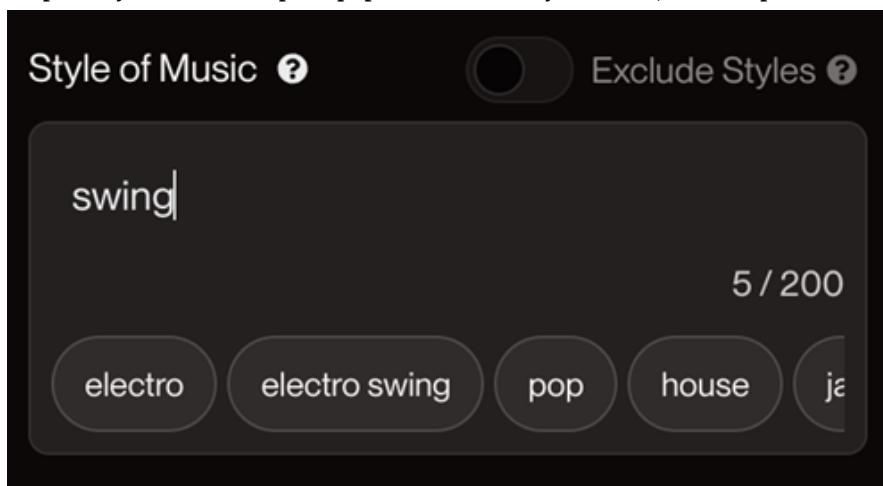 Style of Music ? Exclude Styles ?
swing
5 / 200
electro electro swing pop house